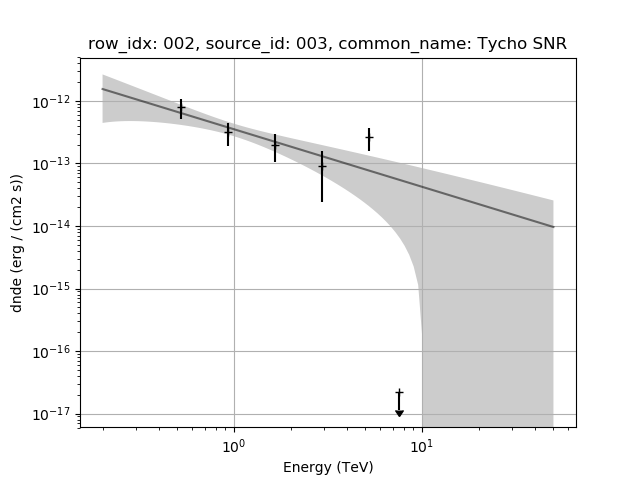 row_idx: 002, source_id: 003, common_name: Tycho SNR
10⁻¹²
10⁻¹³
10⁻¹⁴
10⁻¹⁵
10⁻¹⁶
10⁻¹⁷
dnde (erg / (cm2 s))
10⁰
10¹
Energy (TeV)